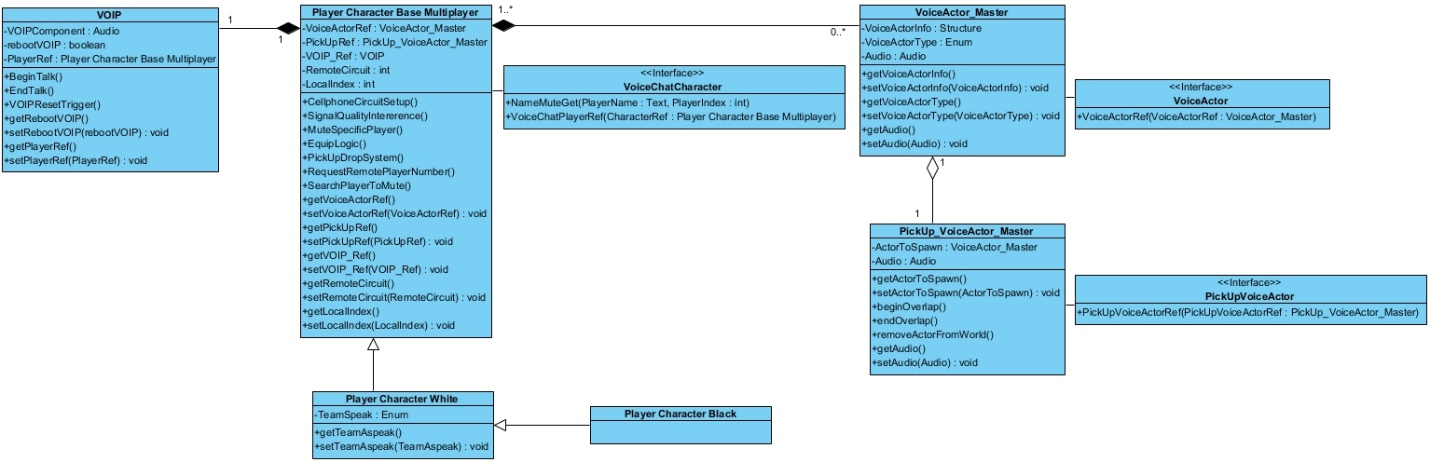 VOIP
-VOIPComponent : Audio
-rebootVOIP : boolean
-PlayerRef : Player Character Base Multiplayer
+BeginTalk()
+EndTalk()
+VOIPResetTrigger()
+getRebootVOIP()
+setRebootVOIP(rebootVOIP) : void
+getPlayerRef()
+setPlayerRef(PlayerRef) : void
1
1
Player Character Base Multiplayer
-VoiceActorRef : VoiceActor_Master
-PickUpRef : PickUp_VoiceActor_Master
-VOIP_Ref : VOIP
-RemoteCircuit : int
-LocalIndex : int
+CellphoneCircuitSetup()
+SignalQualityIntererence()
+MuteSpecificPlayer()
+EquipLogic()
+PickUpDropSystem()
+RequestRemotePlayerNumber()
+SearchPlayerToMute()
+getVoiceActorRef()
+setVoiceActorRef(VoiceActorRef) : void
+getPickUpRef()
+setPickUpRef(PickUpRef) : void
+getVOIP_Ref()
+setVOIP_Ref(VOIP_Ref) : void
+getRemoteCircuit()
+setRemoteCircuit(RemoteCircuit) : void
+getLocalIndex()
+setLocalIndex(LocalIndex) : void
1..*
0..*
<<Interface>>
VoiceChatCharacter
+NameMuteGet(PlayerName : Text, PlayerIndex : int)
+VoiceChatPlayerRef(CharacterRef : Player Character Base Multiplayer)
VoiceActor_Master
-VoiceActorInfo : Structure
-VoiceActorType : Enum
-Audio : Audio
+getVoiceActorInfo()
+setVoiceActorInfo(VoiceActorInfo) : void
+getVoiceActorType()
+setVoiceActorType(VoiceActorType) : void
+getAudio()
+setAudio(Audio) : void
<<Interface>>
VoiceActor
+VoiceActorRef(VoiceActorRef : VoiceActor_Master)
1
1
PickUp_VoiceActor_Master
-ActorToSpawn : VoiceActor_Master
-Audio : Audio
+getActorToSpawn()
+setActorToSpawn(ActorToSpawn) : void
+beginOverlap()
+endOverlap()
+removeActorFromWorld()
+getAudio()
+setAudio(Audio) : void
<<Interface>>
PickUpVoiceActor
+PickUpVoiceActorRef(PickUpVoiceActorRef : PickUp_VoiceActor_Master)
Player Character White
-TeamSpeak : Enum
+getTeamAspeak()
+setTeamAspeak(TeamAspeak) : void
Player Character Black